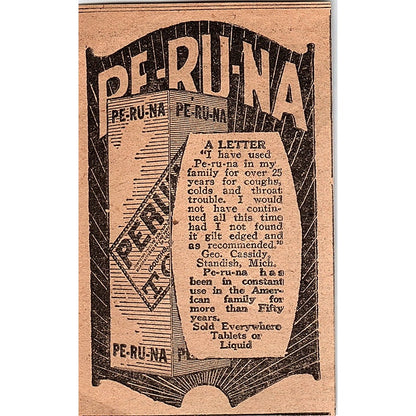 PE-RU-NA
PE-RU-NA
PE-RU-NA
A LETTER
"I have used
Pe-ru-na in my
family for over 25
years for coughs,
colds and throat
trouble. I would
not have contin-
ued all this time
had I not found
it gilt edged and
as recommended."
Geo. Cassidy,
Standish, Mich.
Pe-ru-na has
been in constant
use in the Amer-
ican family for
more than Fifty
years.
Sold Everywhere
Tablets or
Liquid
PERU
PE-RU-NA
PE-RU